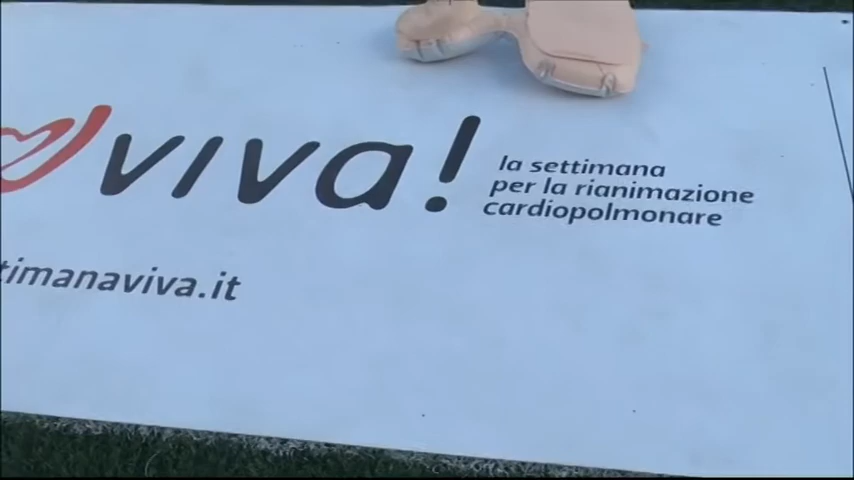 viva!
la settimana
per la rianimazione
cardiopolmonare
timanaviva.it